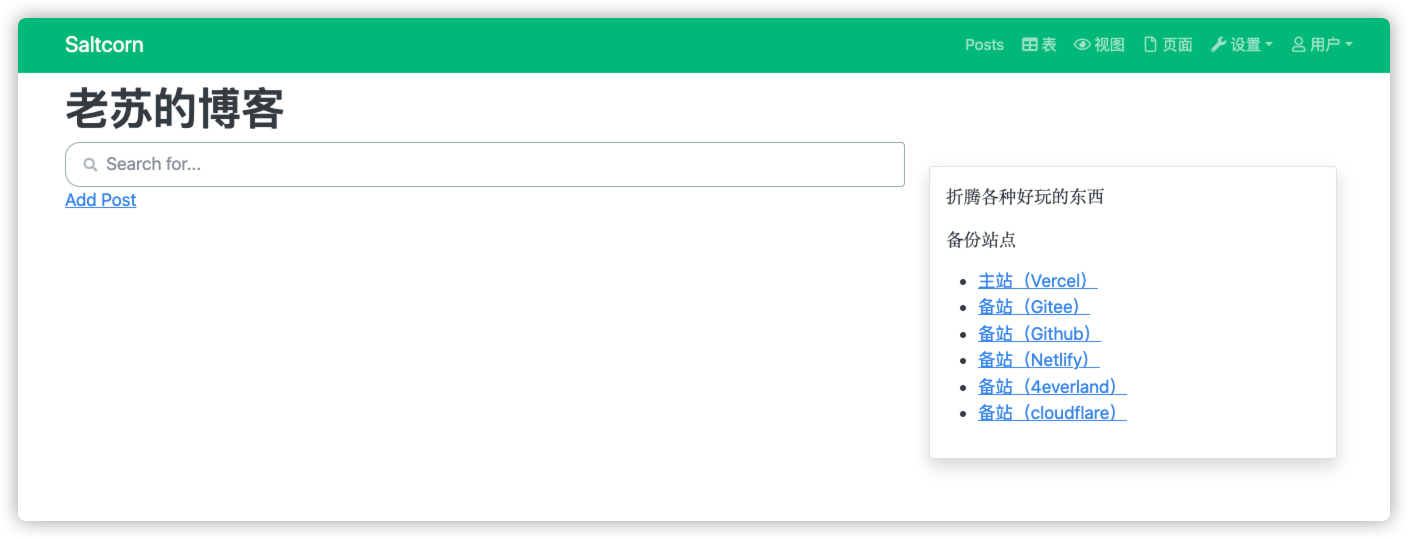 Saltcorn
Posts 表 视图 页面 设置 用户
老苏的博客
Search for...
Add Post
折腾各种好玩的东西
备份站点
主站（Vercel）
备站（Gitee）
备站（Github）
备站（Netlify）
备站（4everland）
备站（cloudflare）